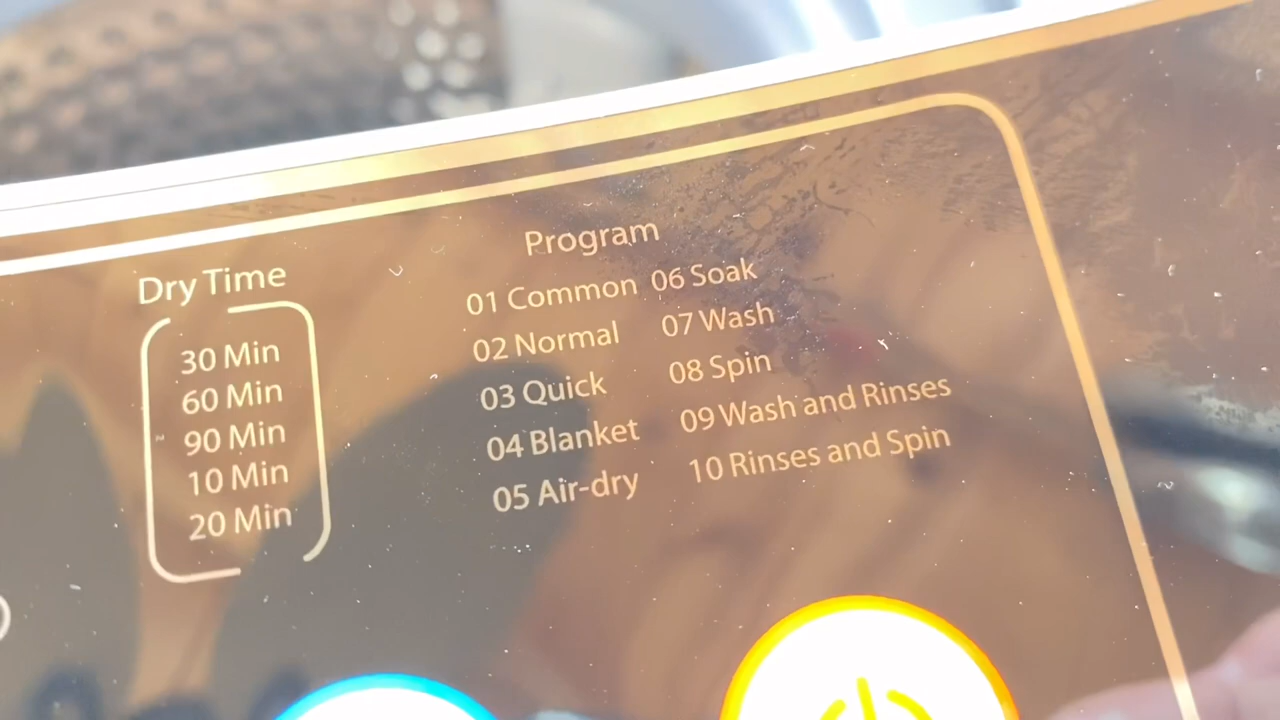 Dry Time
30 Min
60 Min
90 Min
10 Min
20 Min
Program
01 Common 06 Soak
02 Normal 07 Wash
03 Quick 08 Spin
04 Blanket 09 Wash and Rinses
05 Air-dry 10 Rinses and Spin